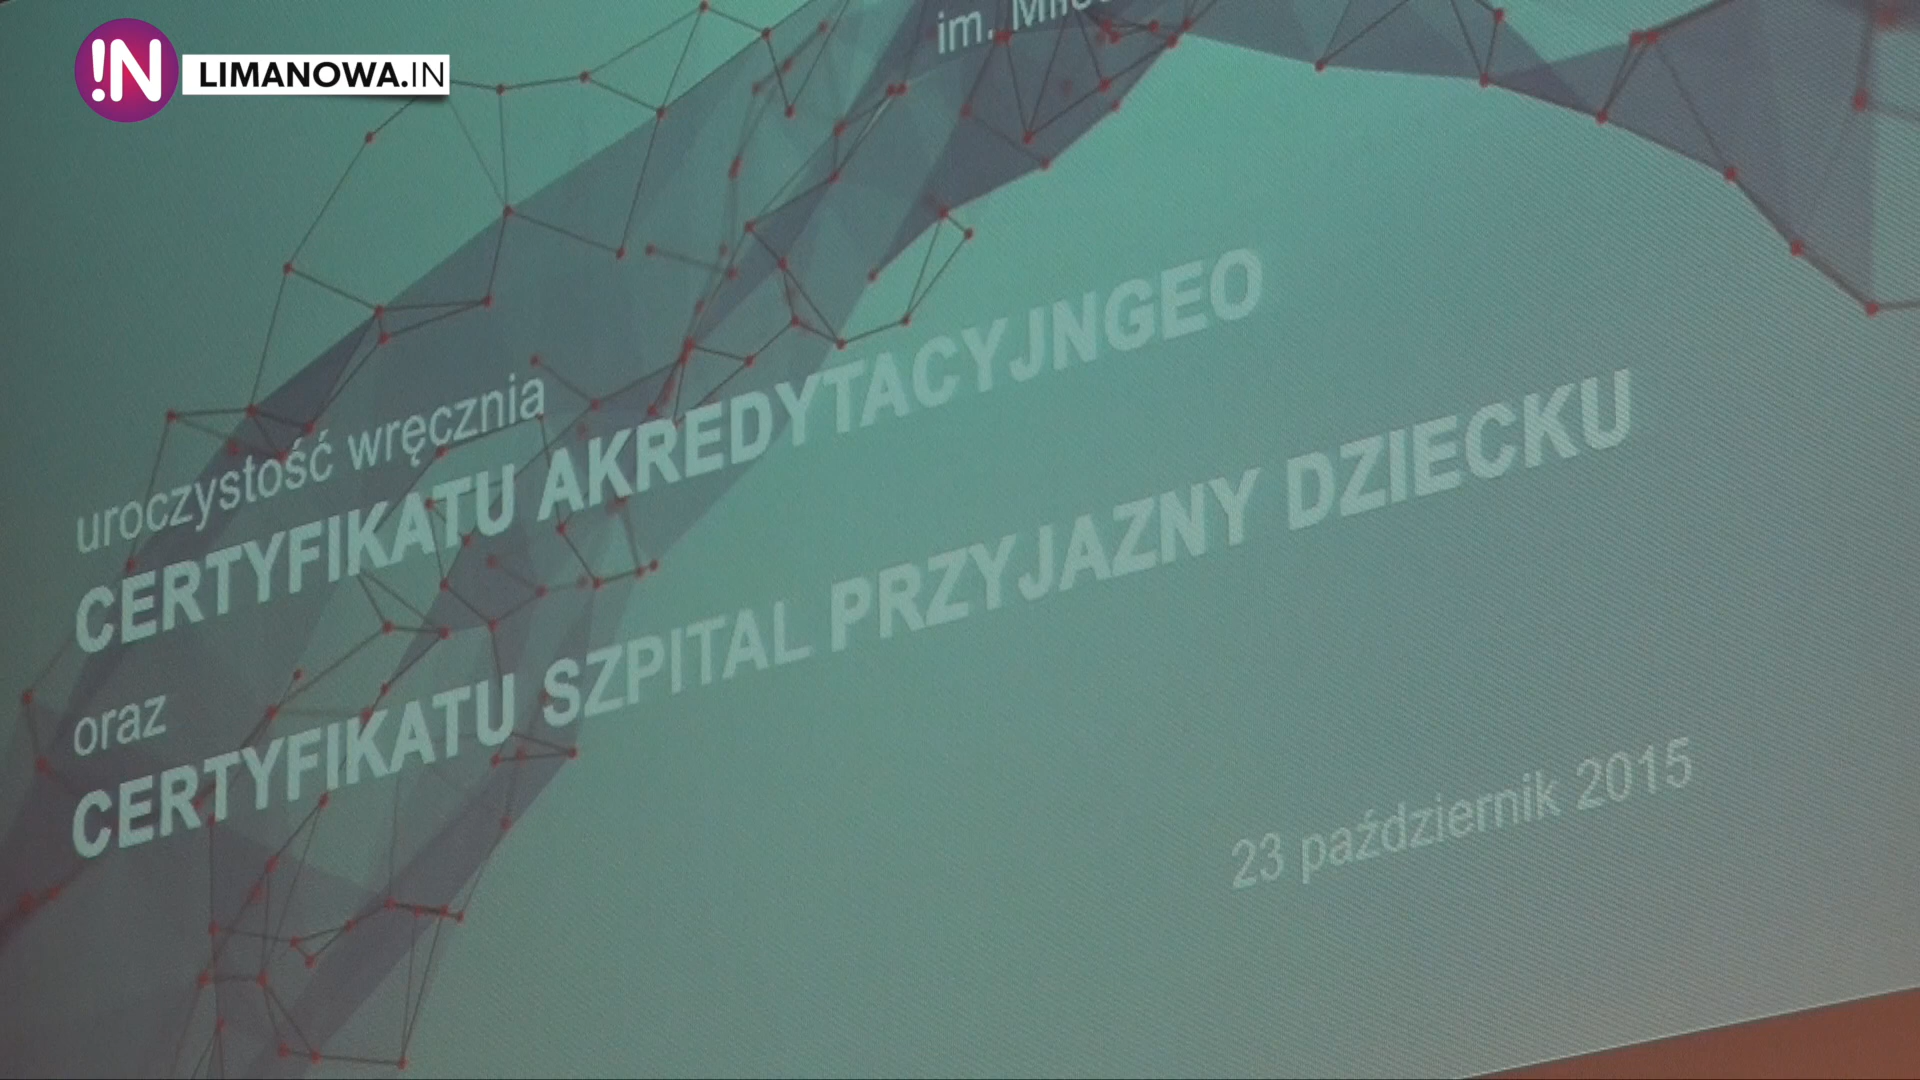 !N LIMANOWA.IN
im.
uroczystość wręcznia
CERTYFIKATU AKREDYTACYJNGEO
oraz
CERTYFIKATU SZPITAL PRZYJAZNY DZIECKU
23 październik 2015